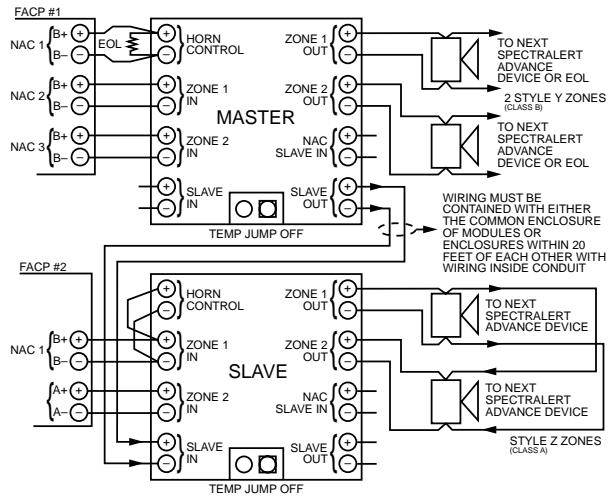 FACP #1
NAC 1
B+ +
B– –
EOL
+ HORN
– CONTROL
NAC 2
B+ +
B– –
+ ZONE 1
– IN
NAC 3
B+ +
B– –
+ ZONE 2
– IN
+ SLAVE
– IN
MASTER
ZONE 1 +
OUT –
ZONE 2 +
OUT –
NAC +
SLAVE IN –
SLAVE +
OUT –
TEMP JUMP OFF
TO NEXT
SPECTRALERT
ADVANCE
DEVICE OR EOL
2 STYLE Y ZONES
(CLASS B)
TO NEXT
SPECTRALERT
ADVANCE
DEVICE OR EOL
WIRING MUST BE
CONTAINED WITH EITHER
THE COMMON ENCLOSURE
OF MODULES OR
ENCLOSURES WITHIN 20
FEET OF EACH OTHER WITH
WIRING INSIDE CONDUIT
FACP #2
NAC 1
B+ +
B– –
A+ +
A– –
+ HORN
– CONTROL
+ ZONE 1
– IN
+ ZONE 2
– IN
+ SLAVE
– IN
SLAVE
ZONE 1 +
OUT –
ZONE 2 +
OUT –
NAC +
SLAVE IN –
SLAVE +
OUT –
TEMP JUMP OFF
TO NEXT
SPECTRALERT
ADVANCE DEVICE
TO NEXT
SPECTRALERT
ADVANCE DEVICE
STYLE Z ZONES
(CLASS A)